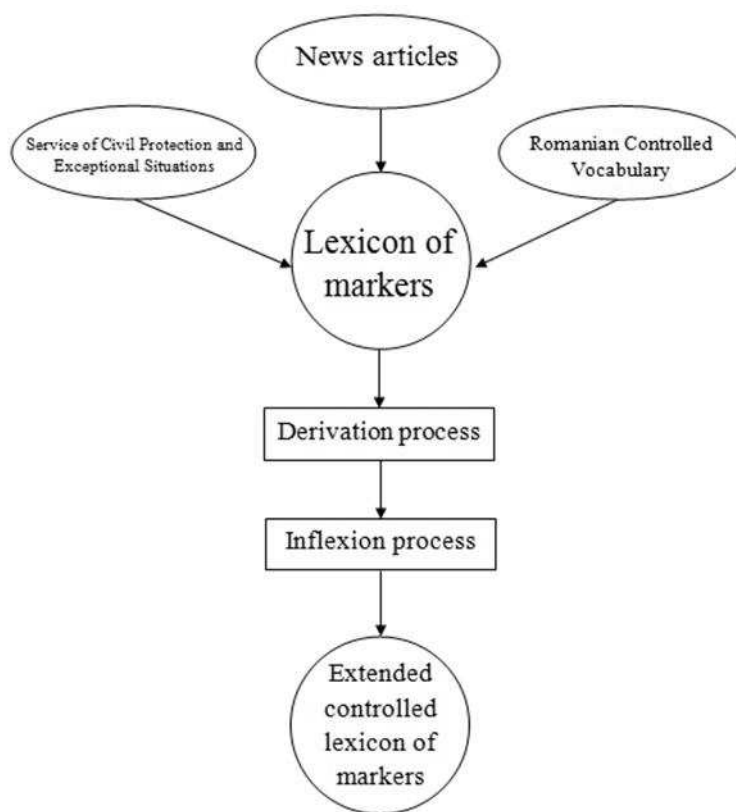 News articles
Service of Civil Protection and
Exceptional Situations
Romanian Controlled
Vocabulary
Lexicon of
markers
Derivation process
Inflexion process
Extended
controlled
lexicon of
markers